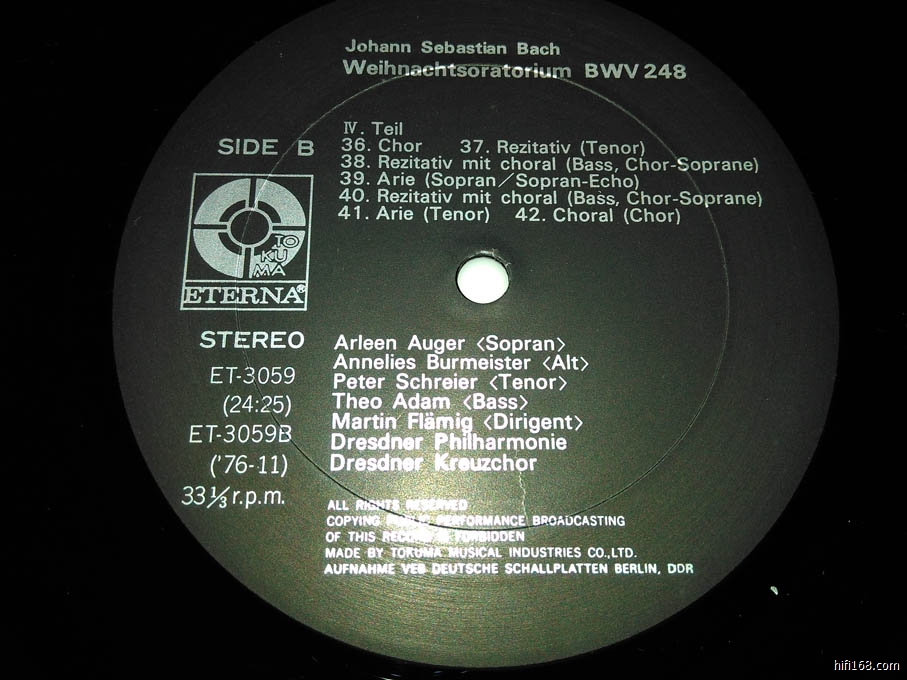 Johann Sebastian Bach
Weihnachtsoratorium BWV 248
SIDE B
Ⅳ. Teil
36. Chor 37. Rezitativ (Tenor)
38. Rezitativ mit choral (Bass, Chor-Soprane)
39. Arie (Sopran/Sopran-Echo)
40. Rezitativ mit choral (Bass, Chor-Soprane)
41. Arie (Tenor) 42. Choral (Chor)
TO
KU
MA
ETERNA®
STEREO
ET-3059
(24:25)
ET-3059B
('76-11)
33⅓ r.p.m.
Arleen Auger <Sopran>
Annelies Burmeister <Alt>
Peter Schreier <Tenor>
Theo Adam <Bass>
Martin Flämig <Dirigent>
Dresdner Philharmonie
Dresdner Kreuzchor
ALL RIGHTS RESERVED
COPYING PUBLIC PERFORMANCE BROADCASTING
OF THIS RECORD IS FORBIDDEN
MADE BY TOKUMA MUSICAL INDUSTRIES CO.,LTD.
AUFNAHME VEB DEUTSCHE SCHALLPLATTEN BERLIN, DDR
hifi168.com